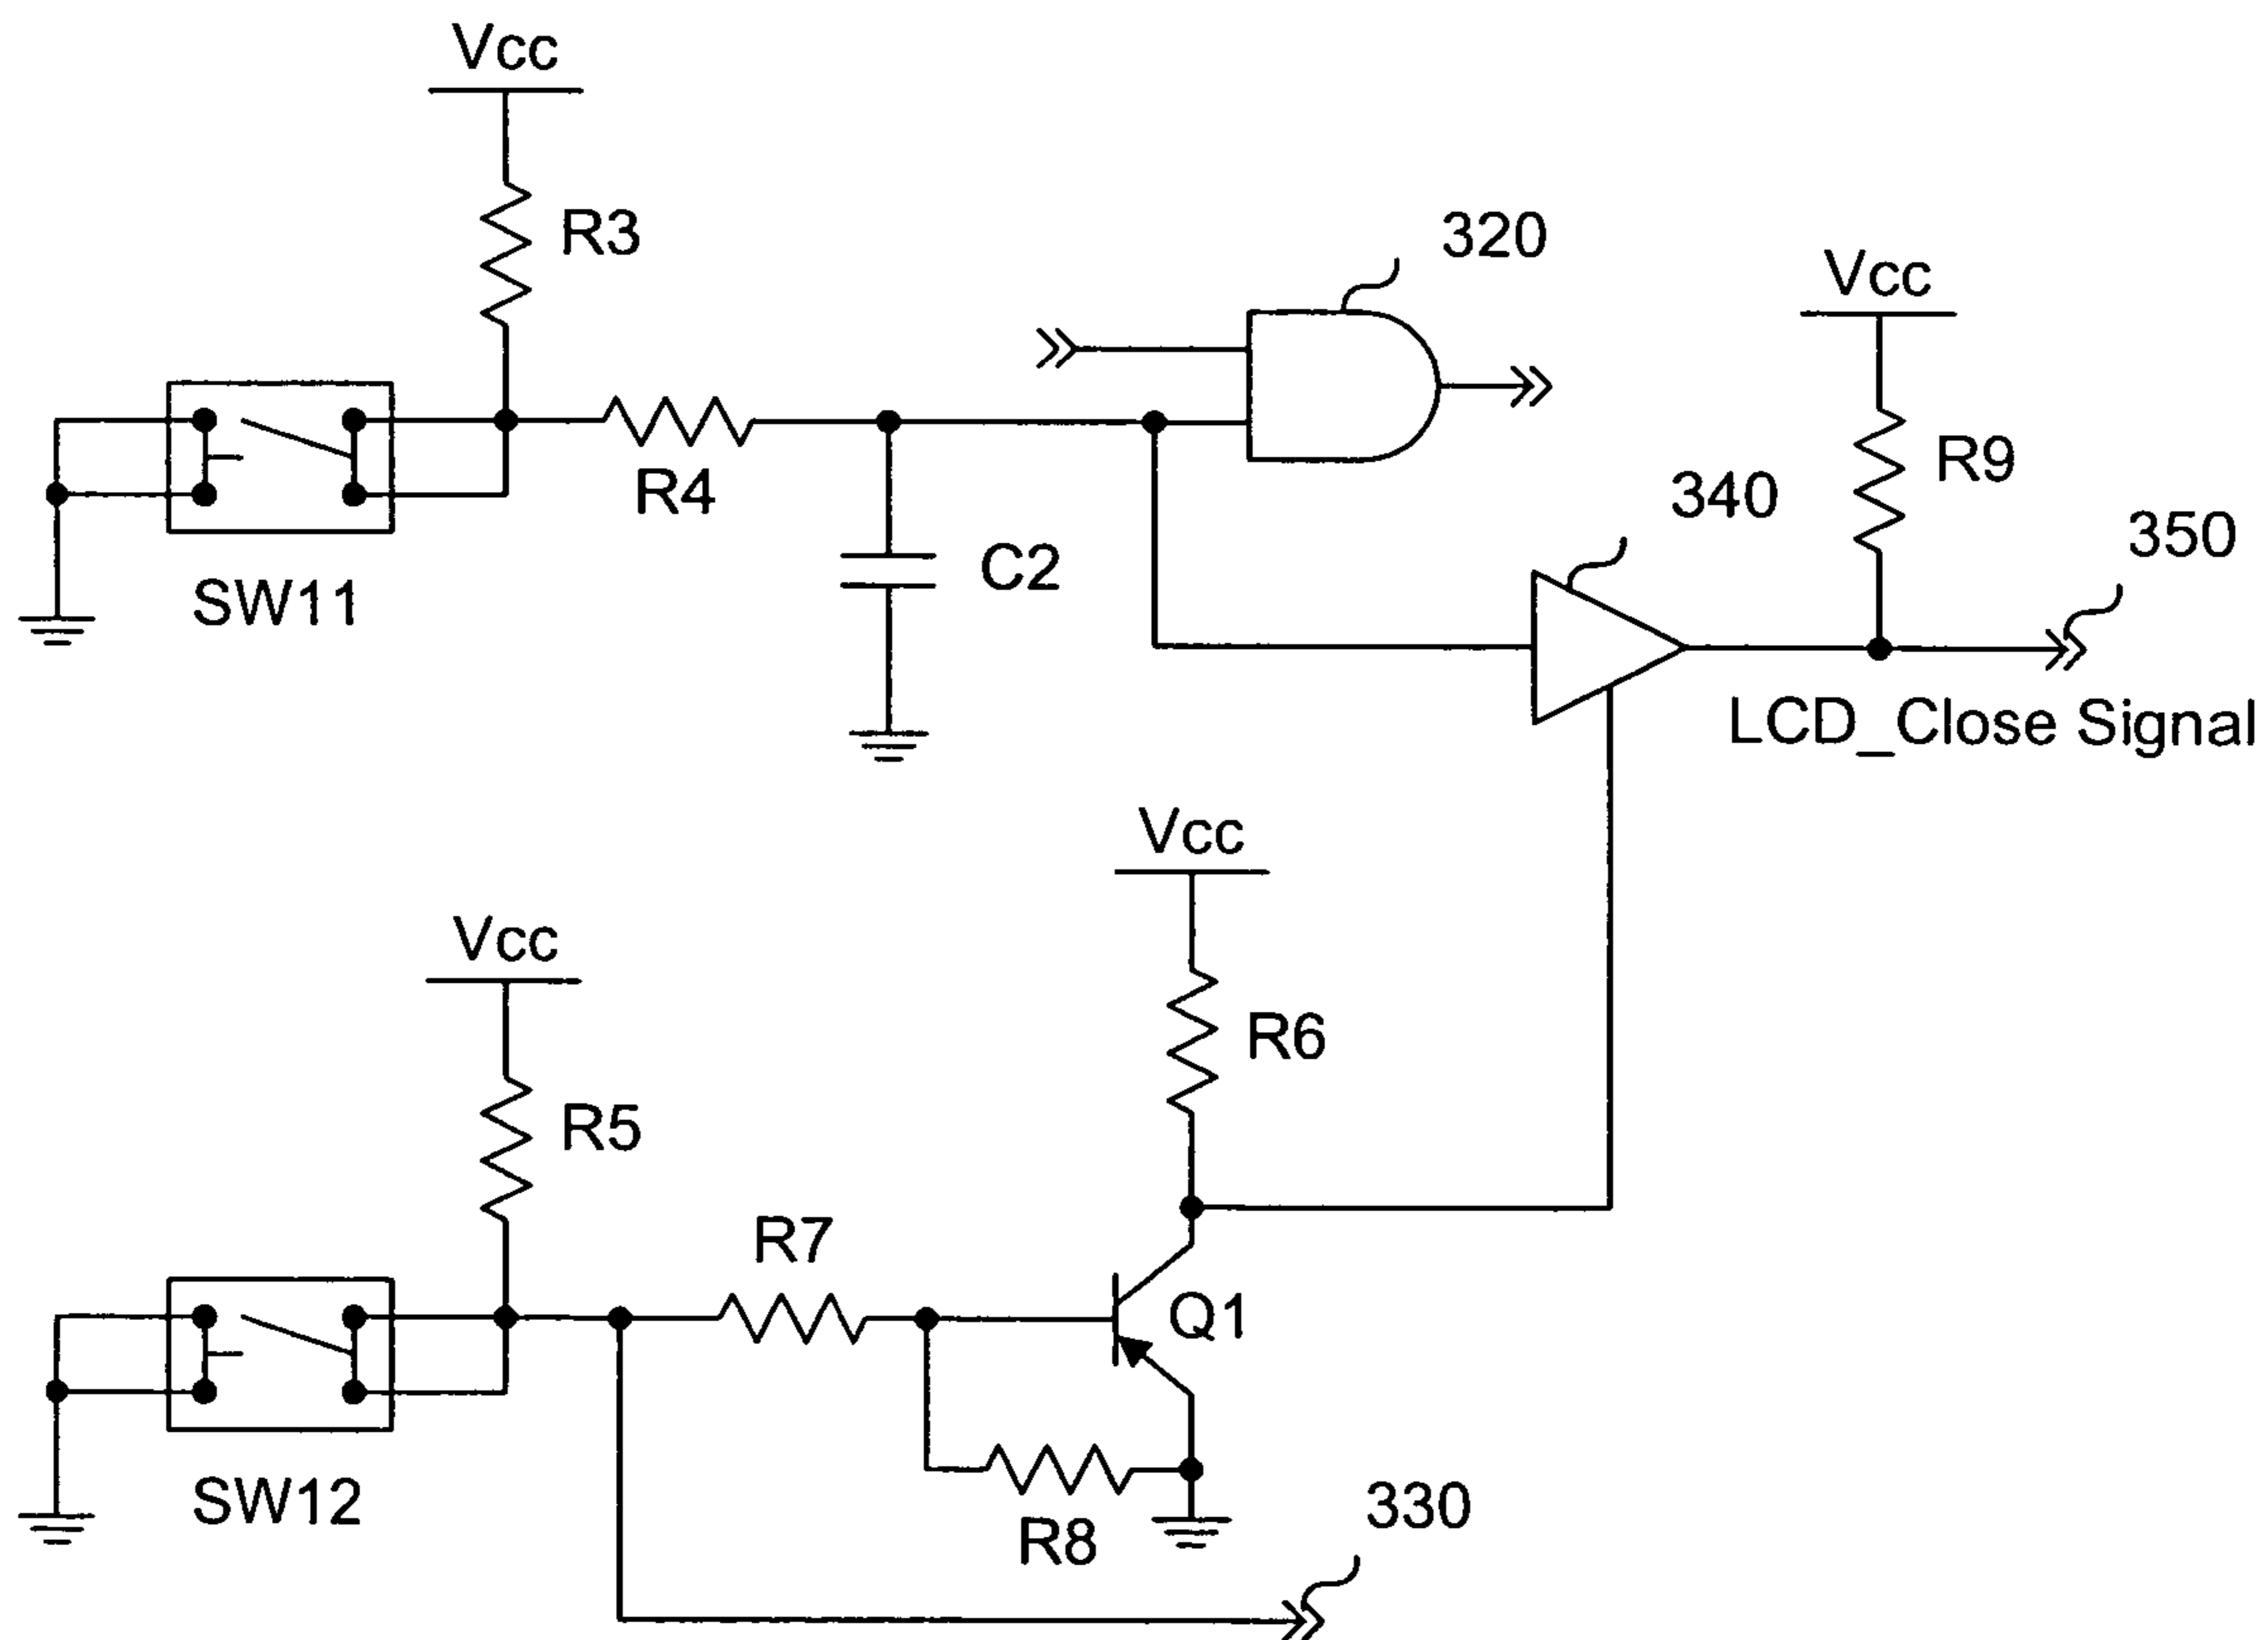 Vcc
R3
320
Vcc
R9
R4
340
350
C2
SW11
LCD_Close Signal
Vcc
Vcc
R6
R5
R7
Q1
SW12
330
R8